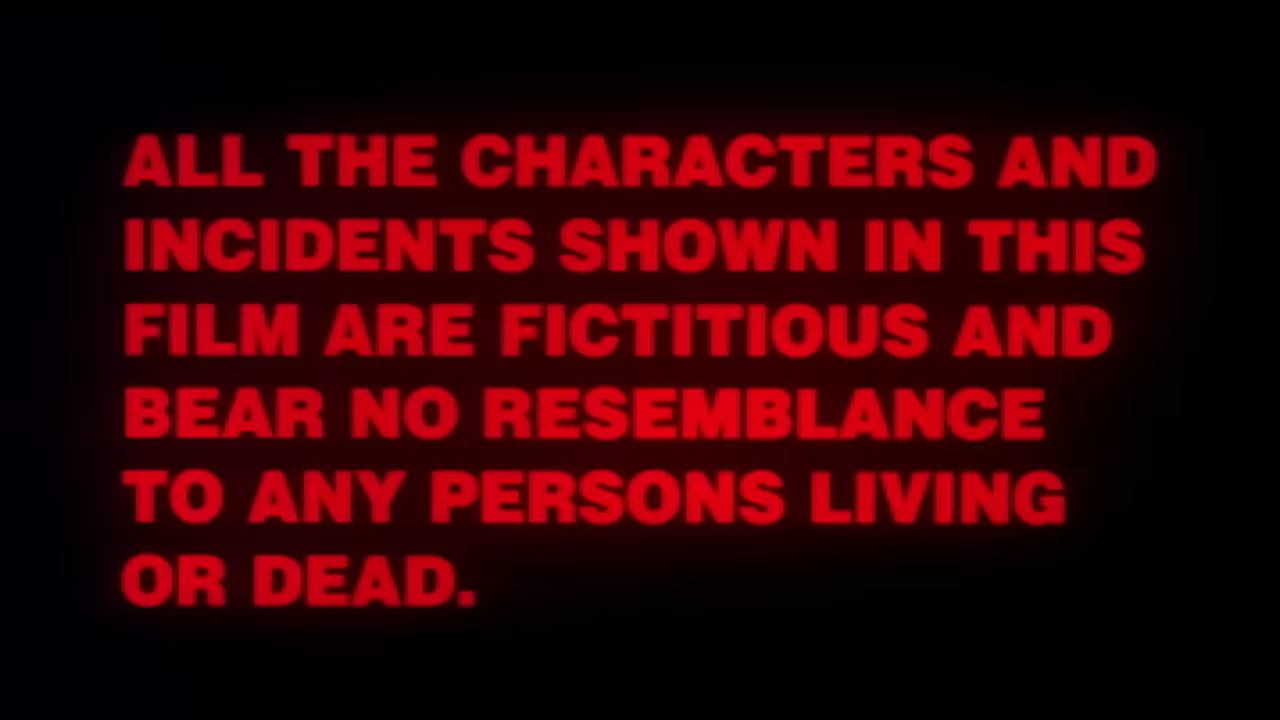 ALL THE CHARACTERS AND
INCIDENTS SHOWN IN THIS
FILM ARE FICTITIOUS AND
BEAR NO RESEMBLANCE
TO ANY PERSONS LIVING
OR DEAD.